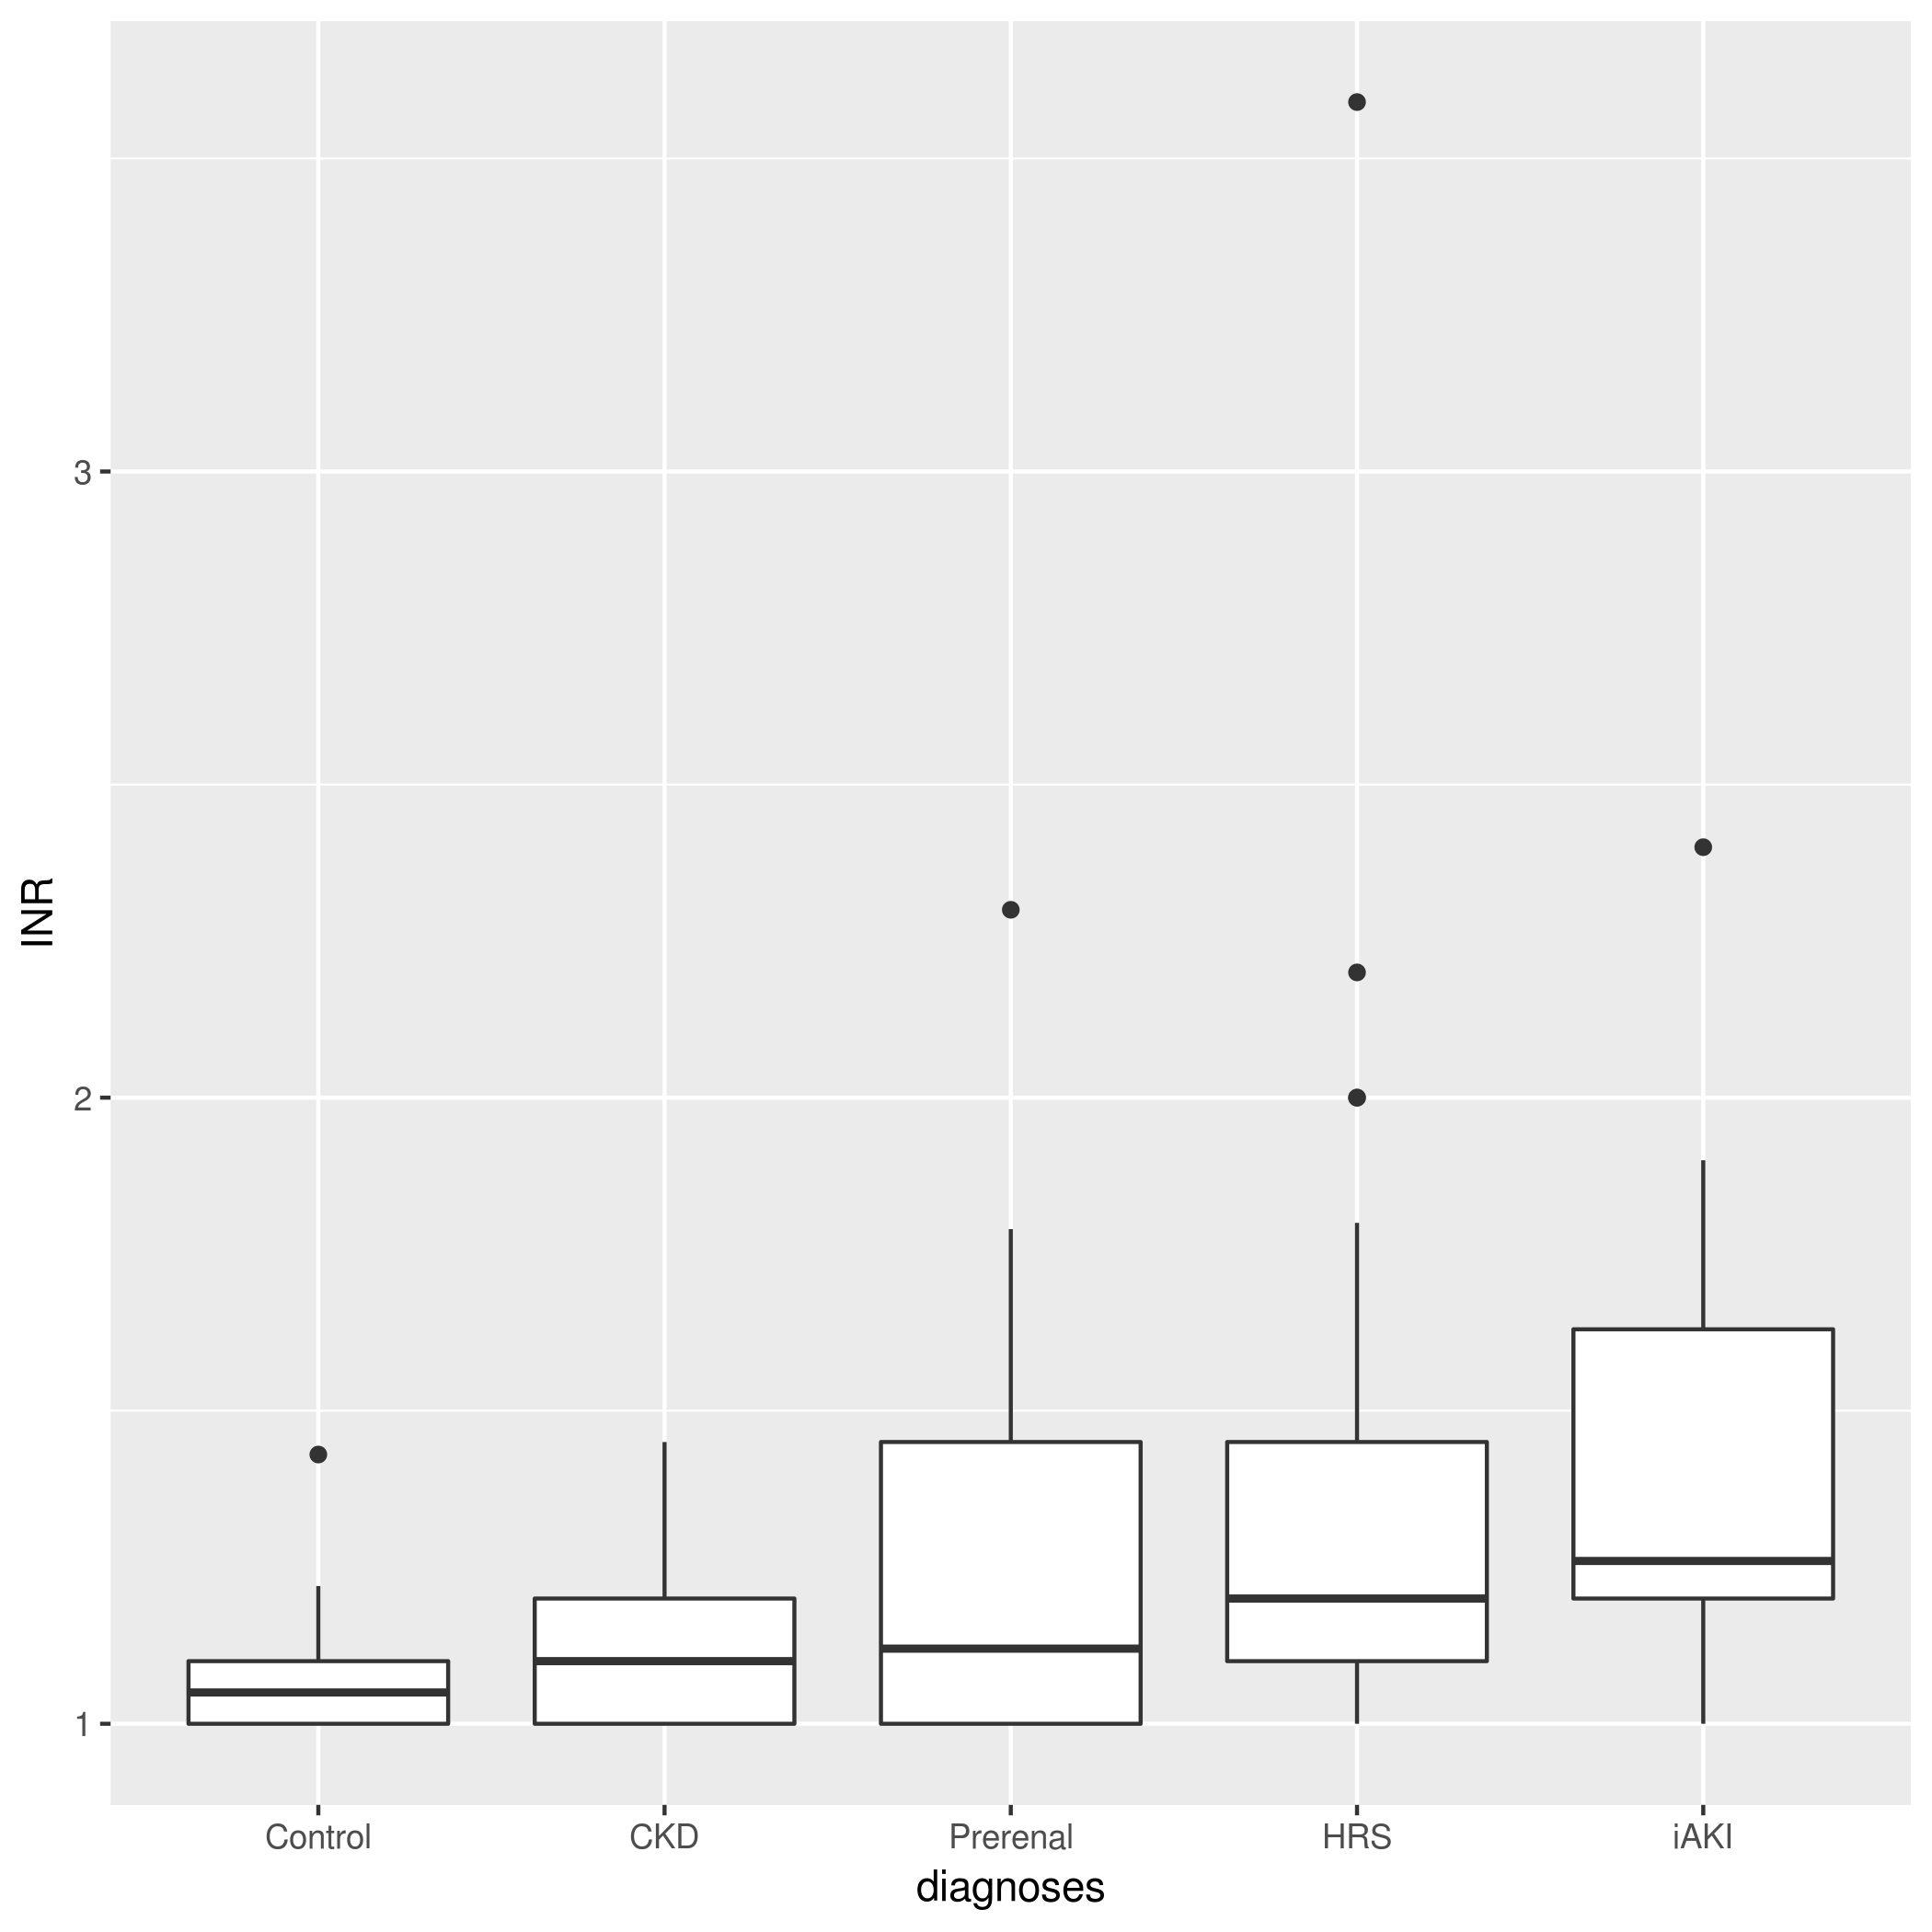 INR
3
2
1
Control CKD Prerenal HRS iAKI
diagnoses